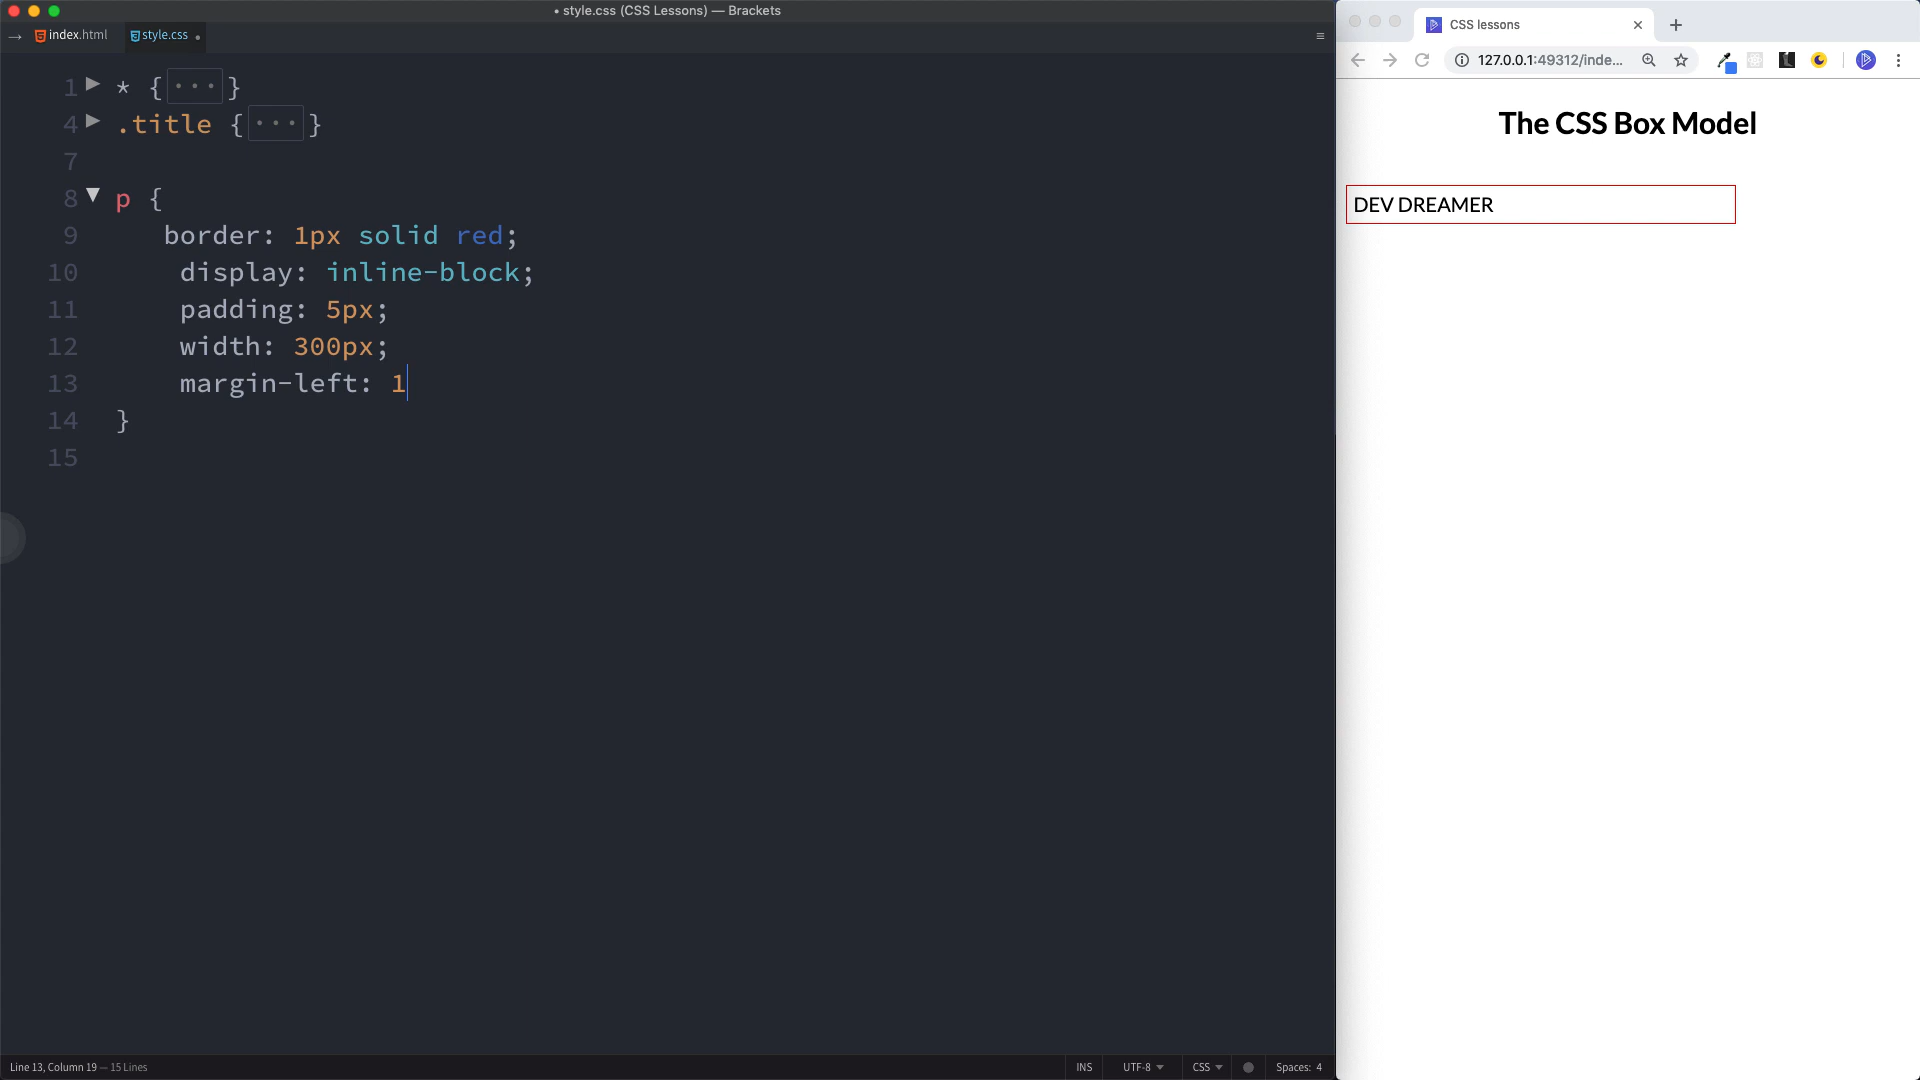 • style.css (CSS Lessons) — Brackets
→ index.html style.css •
1 * {•••}
4 .title {•••}
7
8 p {
9 border: 1px solid red;
10 display: inline-block;
11 padding: 5px;
12 width: 300px;
13 margin-left: 1
14 }
15
Line 13, Column 19 — 15 Lines
INS UTF-8 CSS Spaces: 4
CSS lessons
127.0.0.1:49312/inde...
The CSS Box Model
DEV DREAMER